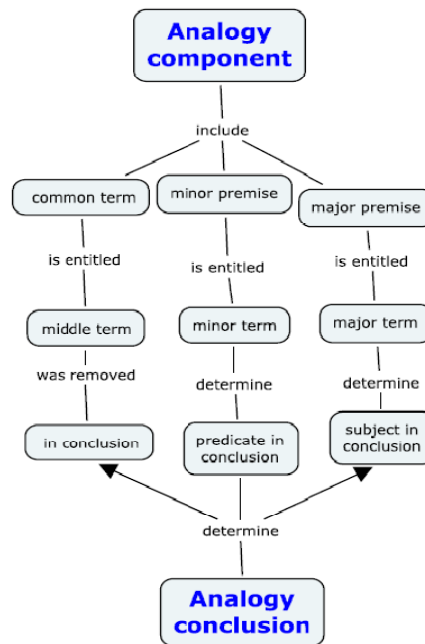 Analogy
component
include
common term
minor premise
major premise
is entitled
is entitled
is entitled
middle term
minor term
major term
was removed
determine
determine
in conclusion
predicate in
conclusion
subject in
conclusion
determine
Analogy
conclusion